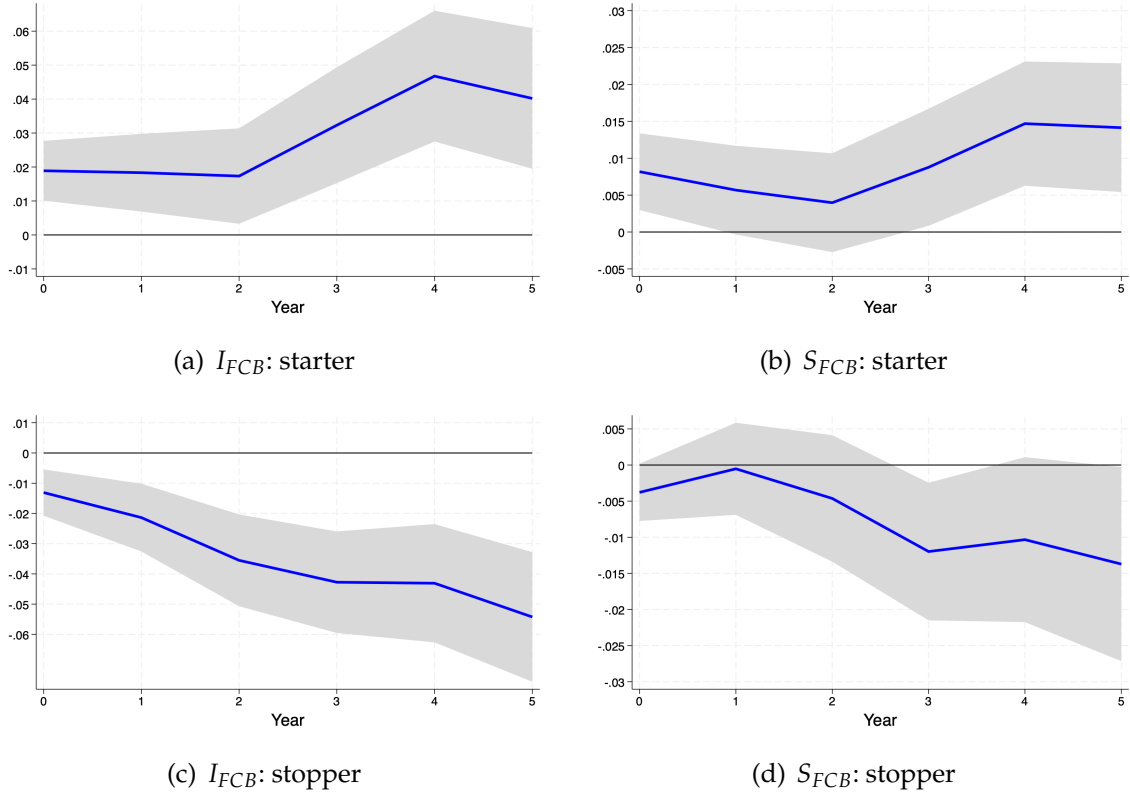 .06
.05
.04
.03
.02
.01
0
-.01
0 1 2 3 4 5
Year
(a) I_FCB: starter
.03
.025
.02
.015
.01
.005
0
-.005
0 1 2 3 4 5
Year
(b) S_FCB: starter
.01
0
-.01
-.02
-.03
-.04
-.05
-.06
0 1 2 3 4 5
Year
(c) I_FCB: stopper
.005
0
-.005
-.01
-.015
-.02
-.025
-.03
0 1 2 3 4 5
Year
(d) S_FCB: stopper